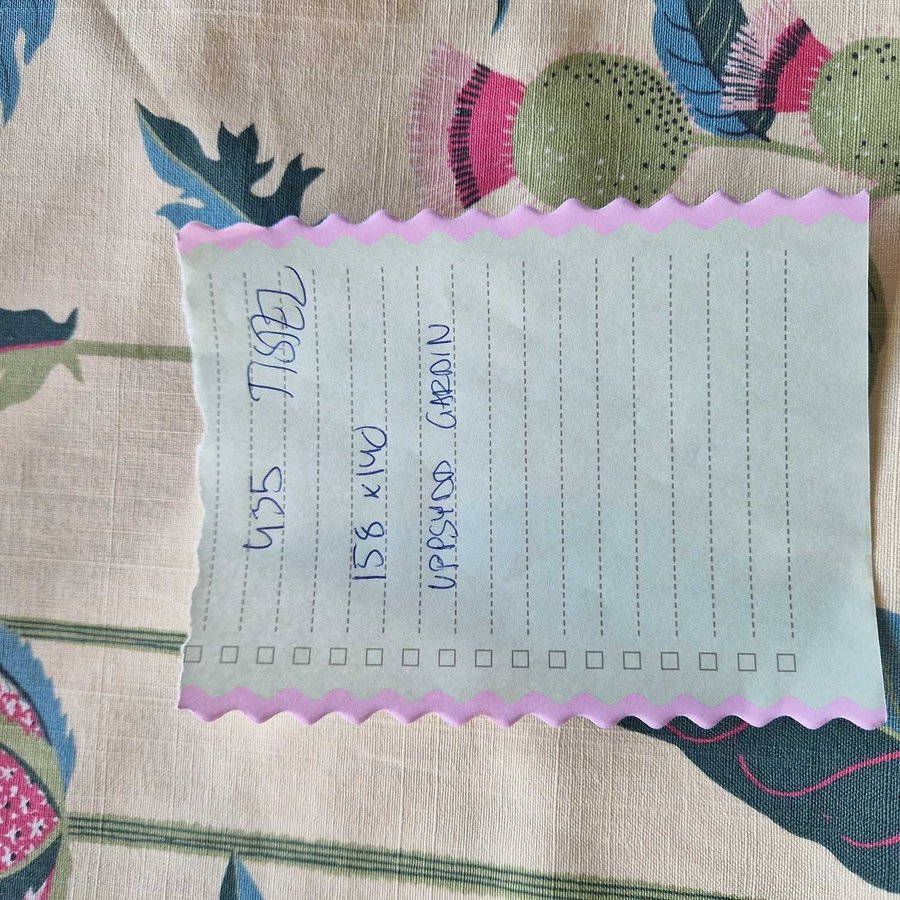 435 TISTEL
158 x 140
UPPSYDD GARDIN